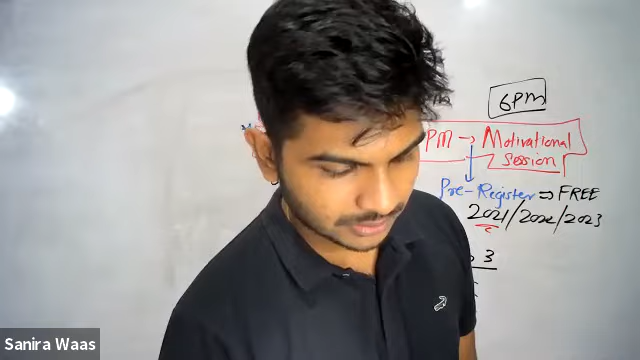 6PM
PM → Motivational
Session
Pre-Register ⇒ FREE
2021/2022/2023
3
Sanira Waas